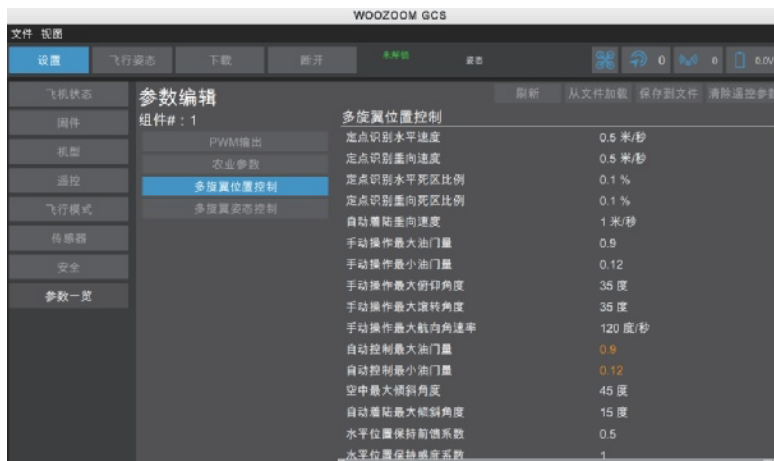 WOOZOOM GCS
文件 视图
设置 飞行姿态 下载 断开 未解锁 姿态 0 0 0.0V
飞机状态
固件
机型
遥控
飞行模式
传感器
安全
参数一览
参数编辑
组件# : 1
刷新 从文件加载 保存到文件 清除遥控参数
PWM输出
农业参数
多旋翼位置控制
多旋翼姿态控制
多旋翼位置控制
定点识别水平速度 0.5 米/秒
定点识别垂向速度 0.5 米/秒
定点识别水平死区比例 0.1 %
定点识别垂向死区比例 0.1 %
自动着陆垂向速度 1 米/秒
手动操作最大油门量 0.9
手动操作最小油门量 0.12
手动操作最大俯仰角度 35 度
手动操作最大滚转角度 35 度
手动操作最大航向角速率 120 度/秒
自动控制最大油门量 0.9
自动控制最小油门量 0.12
空中最大倾斜角度 45 度
自动着陆最大倾斜角度 15 度
水平位置保持前馈系数 0.5
水平位置保持感度系数 1